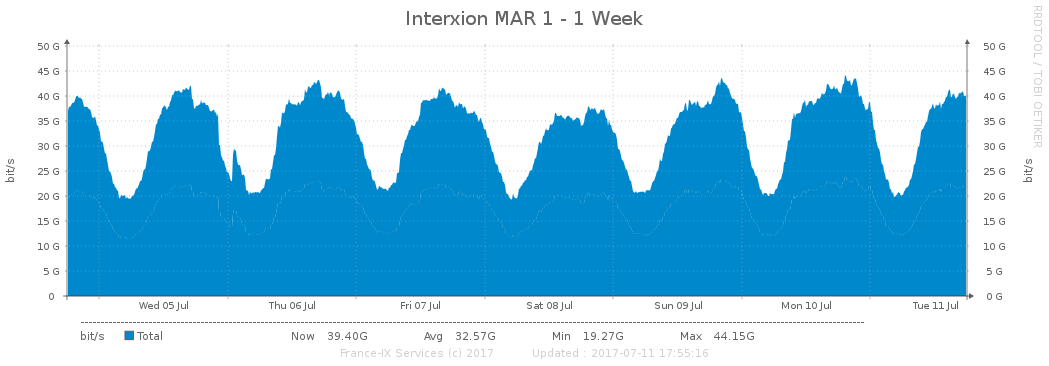 Interxion MAR 1 - 1 Week
RRDTOOL / TOBI OETIKER
50 G 50 G
45 G 45 G
40 G 40 G
35 G 35 G
30 G 30 G
25 G 25 G
20 G 20 G
15 G 15 G
10 G 10 G
5 G 5 G
0 0 G
bit/s bit/s
Wed 05 Jul Thu 06 Jul Fri 07 Jul Sat 08 Jul Sun 09 Jul Mon 10 Jul Tue 11 Jul
bit/s Total Now 39.40G Avg 32.57G Min 19.27G Max 44.15G
France-IX Services (c) 2017 Updated : 2017-07-11 17:55:16